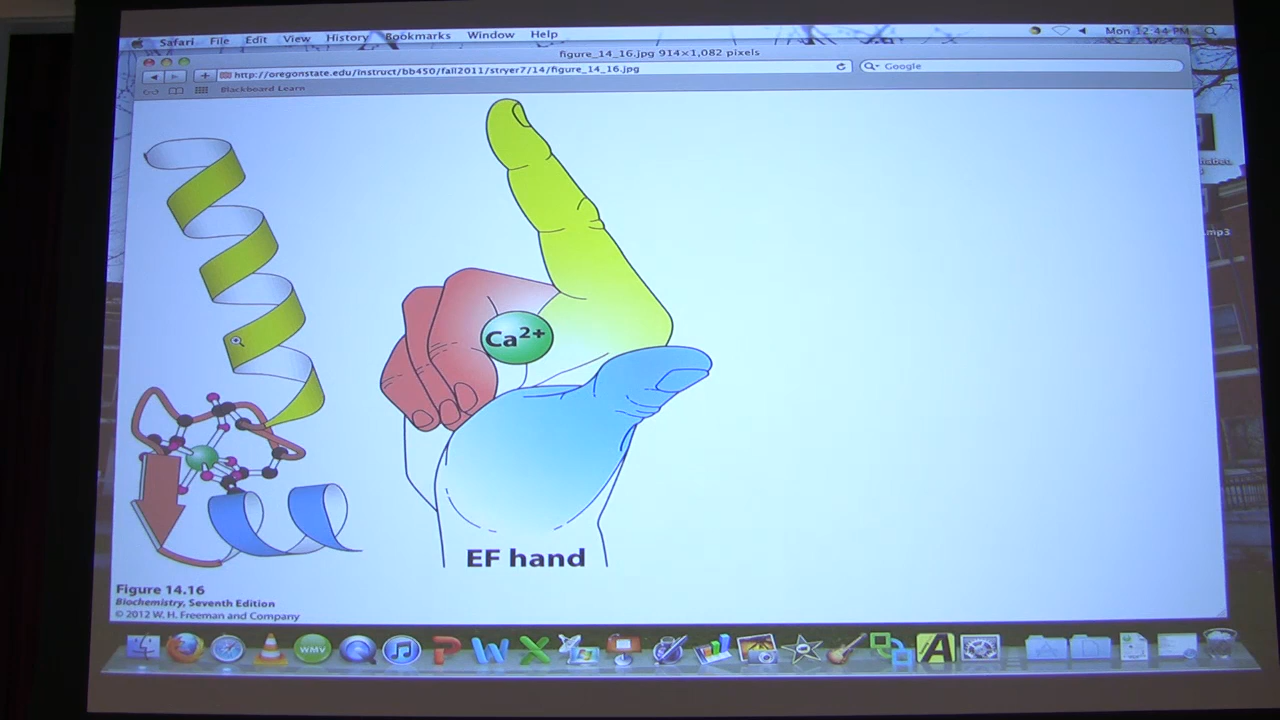 Safari File Edit View History Bookmarks Window Help Mon 12:44 PM
figure_14_16.jpg 914×1,082 pixels
http://oregonstate.edu/instruct/bb450/fall2011/stryer7/14/figure_14_16.jpg Google
Blackboard Learn
.mp3
Ca2+
EF hand
Figure 14.16
Biochemistry, Seventh Edition
© 2012 W. H. Freeman and Company
WMV